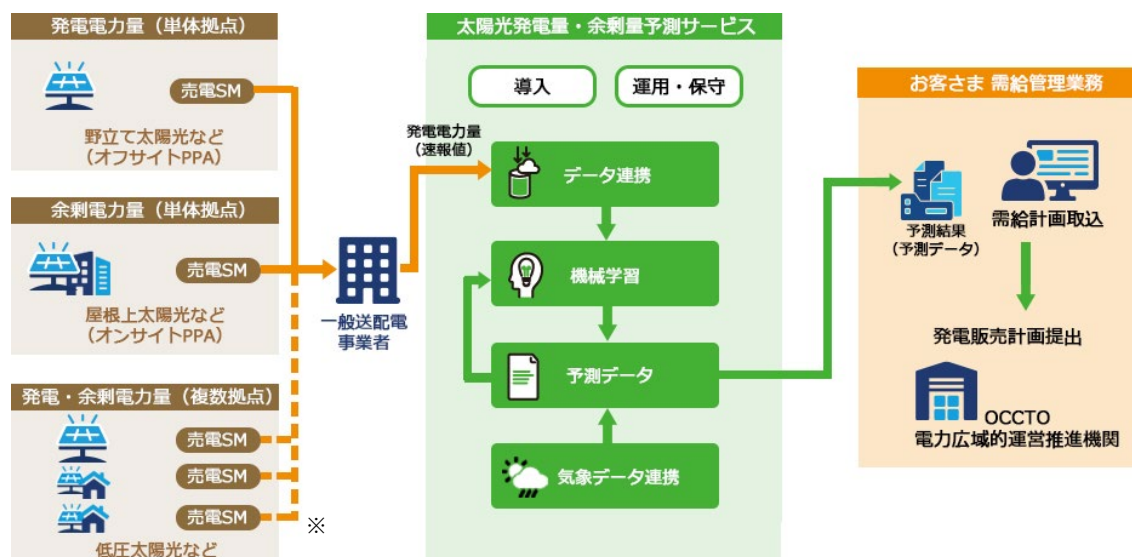 発電電力量（単体拠点）
売電SM
野立て太陽光など
（オフサイトPPA）
余剰電力量（単体拠点）
売電SM
屋根上太陽光など
（オンサイトPPA）
発電・余剰電力量（複数拠点）
売電SM
売電SM
売電SM
※
低圧太陽光など
一般送配電
事業者
発電電力量
（速報値）
太陽光発電量・余剰量予測サービス
導入
運用・保守
データ連携
機械学習
予測データ
気象データ連携
お客さま 需給管理業務
予測結果
（予測データ）
需給計画取込
発電販売計画提出
OCCTO
電力広域的運営推進機関